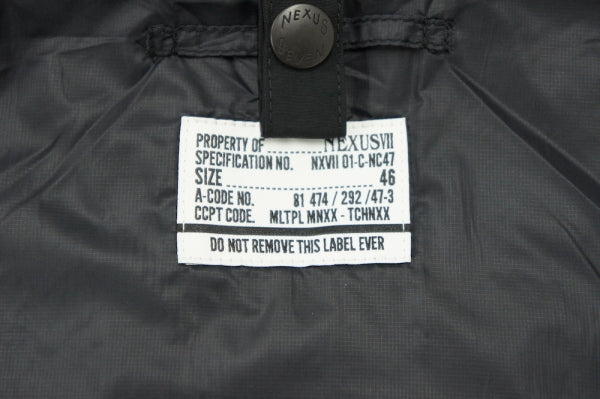 NEXUS
SEVEN
PROPERTY OF NEXUSVII
SPECIFICATION NO. NXVII 01-C-NC47
SIZE 46
A-CODE NO. 81 474 / 292 /47-3
CCPT CODE. MLTPL MNXX - TCHNXX
DO NOT REMOVE THIS LABEL EVER